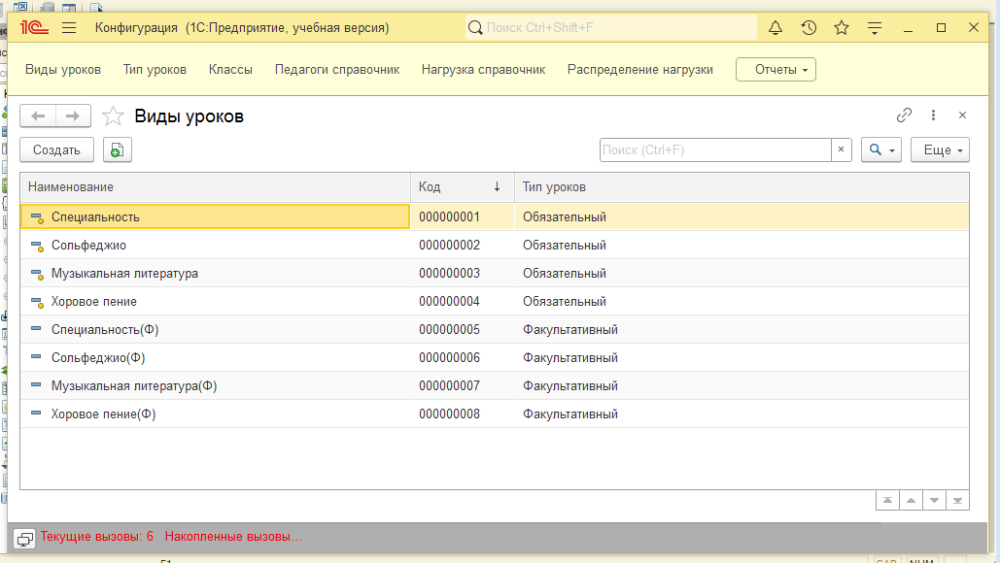 1С Конфигурация (1С:Предприятие, учебная версия) Поиск Ctrl+Shift+F
Виды уроков Тип уроков Классы Педагоги справочник Нагрузка справочник Распределение нагрузки Отчеты
Виды уроков
Создать Поиск (Ctrl+F) × Еще
Наименование Код ↓ Тип уроков
Специальность 000000001 Обязательный
Сольфеджио 000000002 Обязательный
Музыкальная литература 000000003 Обязательный
Хоровое пение 000000004 Обязательный
Специальность(Ф) 000000005 Факультативный
Сольфеджио(Ф) 000000006 Факультативный
Музыкальная литература(Ф) 000000007 Факультативный
Хоровое пение(Ф) 000000008 Факультативный
Текущие вызовы: 6 Накопленные вызовы...
CAP NUM